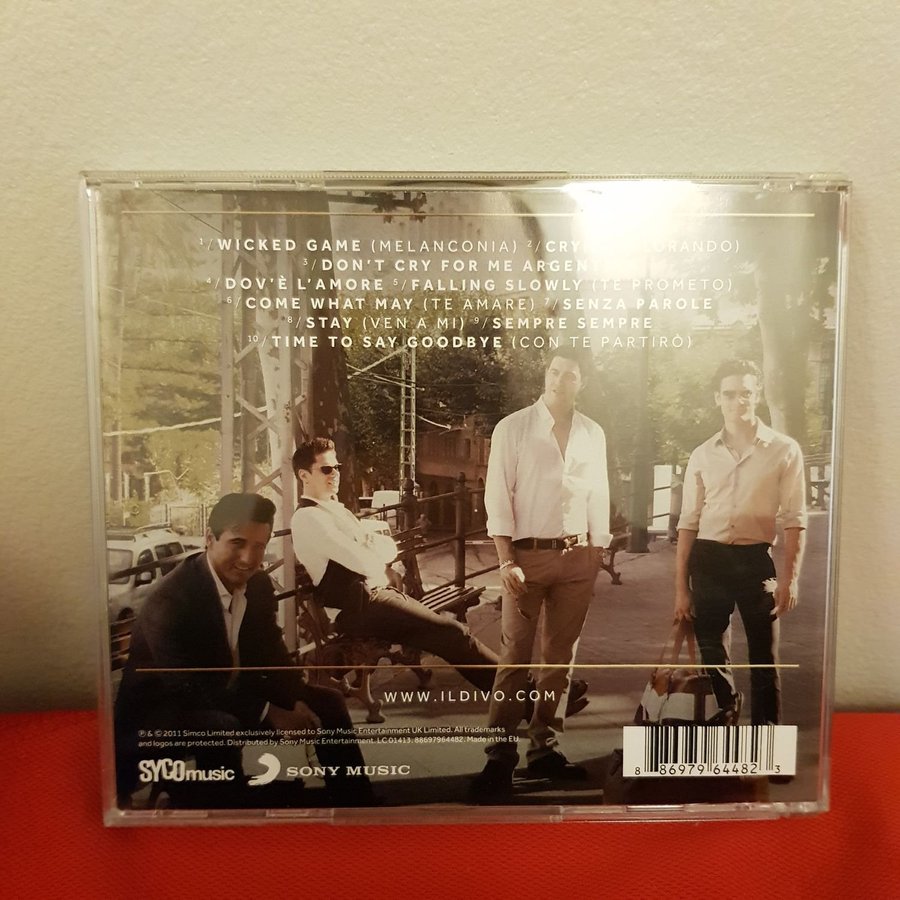 1/WICKED GAME (MELANCONIA) 2/CRY ORANDO)
3/DON'T CRY FOR ME
4/DOV'È L'AMORE 5/FALLING SLOWLY (TE PROMETO)
6/COME WHAT MAY (TE AMARE) 7/SENZA PAROLE
8/STAY (VEN A MI) 9/SEMPRE SEMPRE
10/TIME TO SAY GOODBYE (CON TE PARTIRÒ)
WWW.ILDIVO.COM
℗ & © 2011 Simco Limited exclusively licensed to Sony Music Entertainment UK Limited. All trademarks
and logos are protected. Distributed by Sony Music Entertainment. LC 01413. 88697964482. Made in the EU.
SYCOmusic SONY MUSIC
8 86979 64482 3